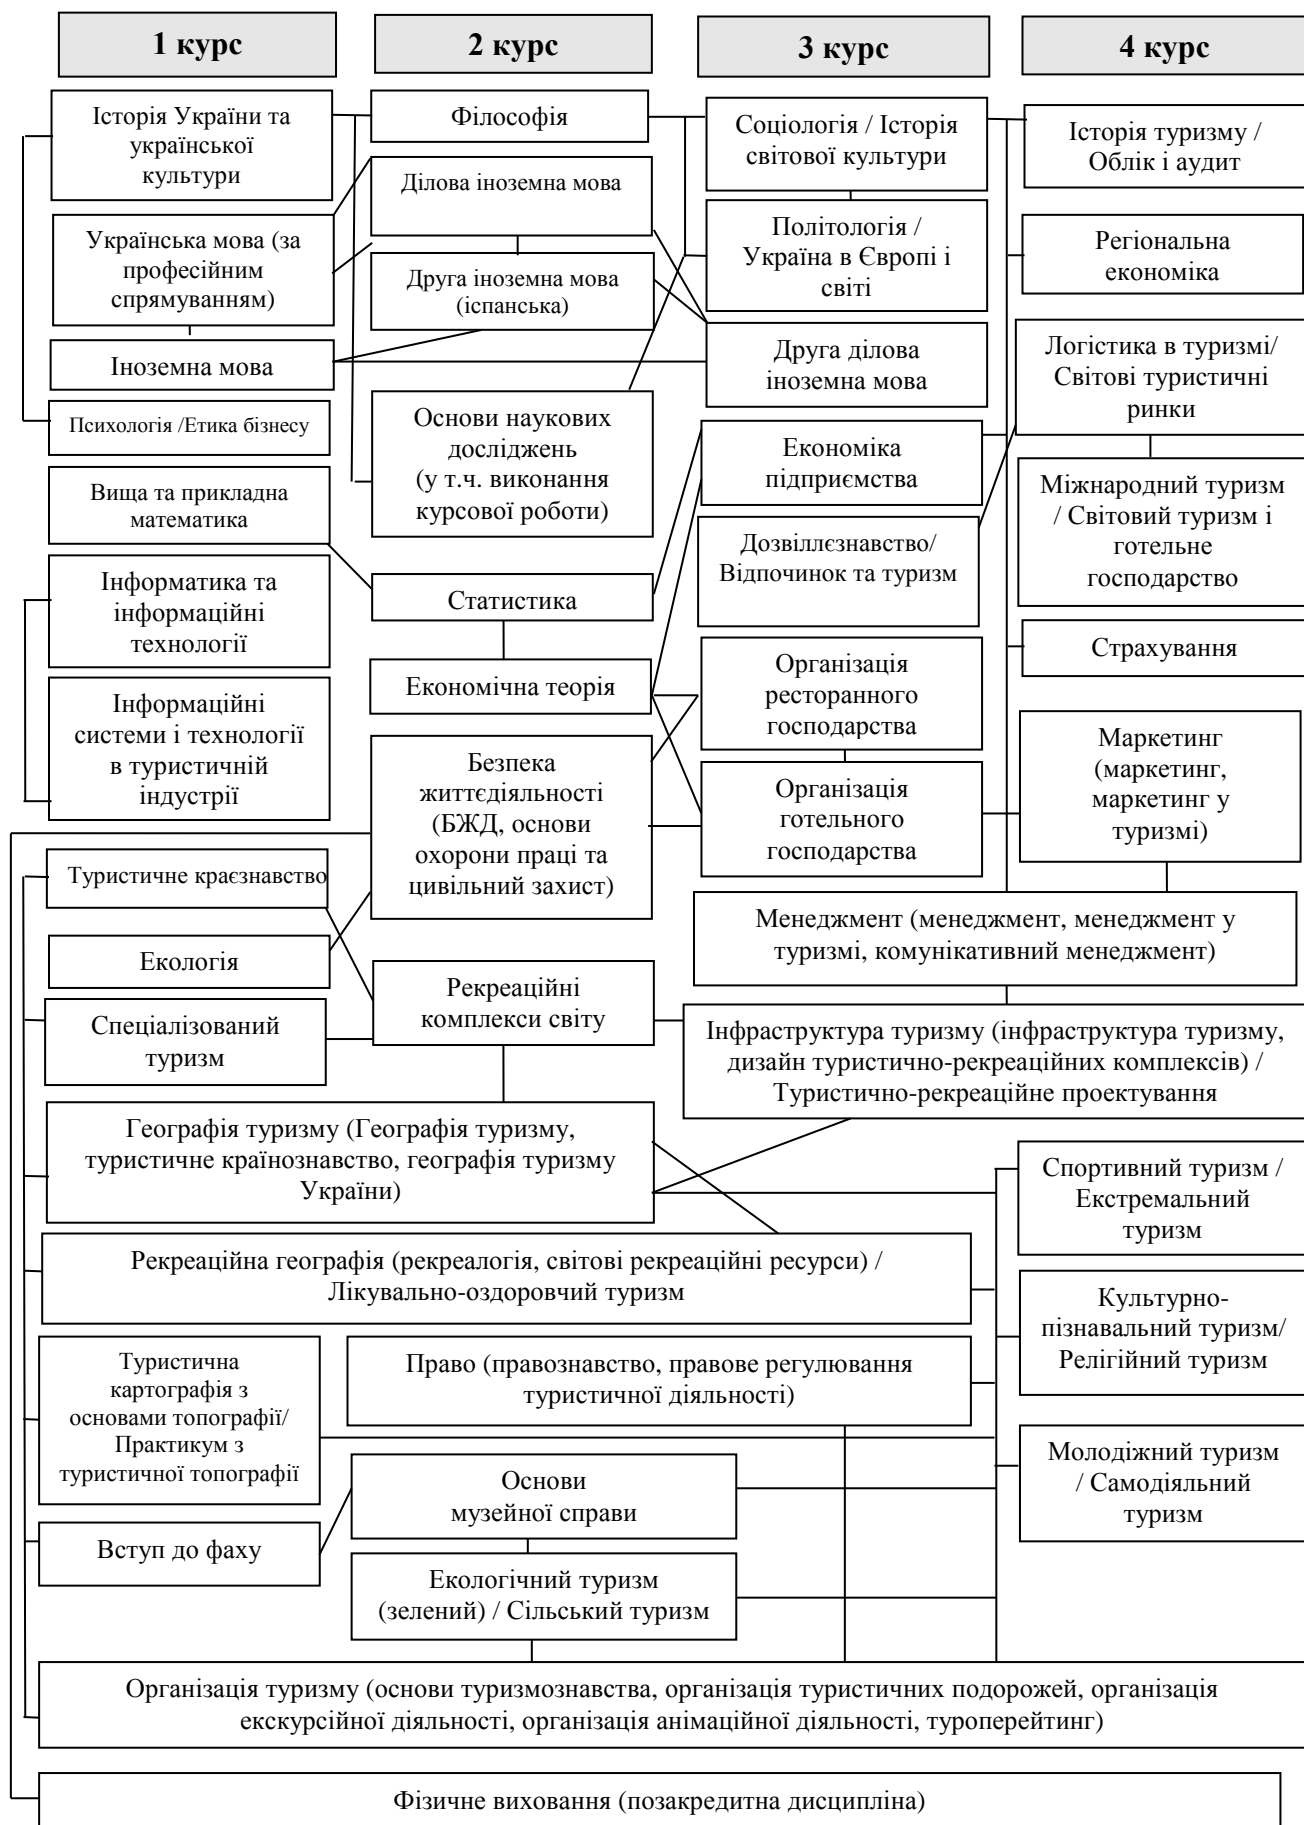 1 курс
2 курс
3 курс
4 курс
Історія України та
української
культури
Філософія
Соціологія / Історія
світової культури
Історія туризму /
Облік і аудит
Ділова іноземна мова
Українська мова (за
професійним
спрямуванням)
Політологія /
Україна в Європі і
світі
Регіональна
економіка
Друга іноземна мова
(іспанська)
Іноземна мова
Друга ділова
іноземна мова
Логістика в туризмі/
Світові туристичні
ринки
Психологія /Етика бізнесу
Основи наукових
досліджень
(у т.ч. виконання
курсової роботи)
Економіка
підприємства
Вища та прикладна
математика
Міжнародний туризм
/ Світовий туризм і
готельне
господарство
Дозвіллєзнавство/
Відпочинок та туризм
Інформатика та
інформаційні
технології
Статистика
Страхування
Економічна теорія
Організація
ресторанного
господарства
Інформаційні
системи і технології
в туристичній
індустрії
Маркетинг
(маркетинг,
маркетинг у
туризмі)
Безпека
життєдіяльності
(БЖД, основи
охорони праці та
цивільний захист)
Організація
готельного
господарства
Туристичне краєзнавство
Менеджмент (менеджмент, менеджмент у
туризмі, комунікативний менеджмент)
Екологія
Рекреаційні
комплекси світу
Спеціалізований
туризм
Інфраструктура туризму (інфраструктура туризму,
дизайн туристично-рекреаційних комплексів) /
Туристично-рекреаційне проектування
Географія туризму (Географія туризму,
туристичне країнознавство, географія туризму
України)
Спортивний туризм /
Екстремальний
туризм
Рекреаційна географія (рекреалогія, світові рекреаційні ресурси) /
Лікувально-оздоровчий туризм
Культурно-
пізнавальний туризм/
Релігійний туризм
Туристична
картографія з
основами топографії/
Практикум з
туристичної топографії
Право (правознавство, правове регулювання
туристичної діяльності)
Молодіжний туризм
/ Самодіяльний
туризм
Основи
музейної справи
Вступ до фаху
Екологічний туризм
(зелений) / Сільський туризм
Організація туризму (основи туризмознавства, організація туристичних подорожей, організація
екскурсійної діяльності, організація анімаційної діяльності, туроперейтинг)
Фізичне виховання (позакредитна дисципліна)